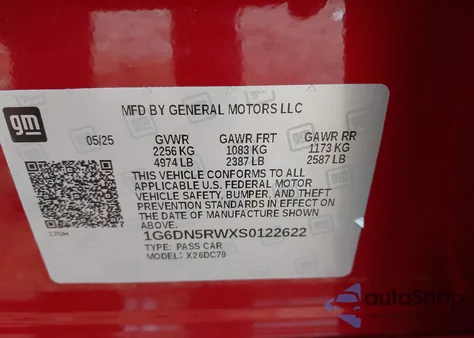 gm
MFD BY GENERAL MOTORS LLC
05/25 GVWR GAWR FRT GAWR RR
2256 KG 1083 KG 1173 KG
4974 LB 2387 LB 2587 LB
THIS VEHICLE CONFORMS TO ALL
APPLICABLE U.S. FEDERAL MOTOR
VEHICLE SAFETY, BUMPER, AND THEFT
PREVENTION STANDARDS IN EFFECT ON
THE DATE OF MANUFACTURE SHOWN
ABOVE.
1G6DN5RWXS0122622
TYPE: PASS CAR
MODEL: X26DC79
autoSnap